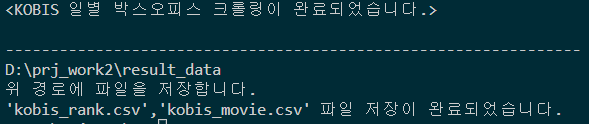 <KOBIS 일별 박스오피스 크롤링이 완료되었습니다.>
----------------------------------------------------------------
D:\prj_work2\result_data
위 경로에 파일을 저장합니다.
'kobis_rank.csv','kobis_movie.csv' 파일 저장이 완료되었습니다.